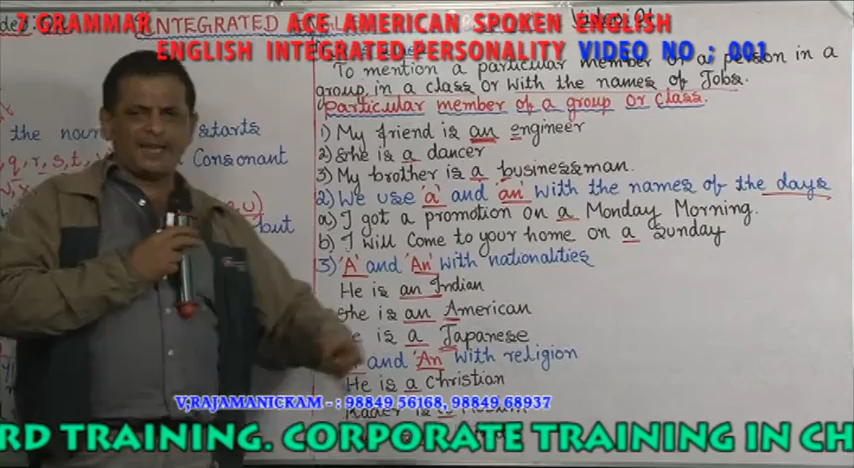 7 GRAMMAR
INTEGRATED
ACE AMERICAN SPOKEN ENGLISH
ENGLISH INTEGRATED PERSONALITY VIDEO NO ; 001
the noun starts
q, r, s, t,
Consonant
but
To mention a particular member or a person in a
group, in a class or with the names of Jobs.
Particular member of a group or class.
1) My friend is an engineer
2) She is a dancer
3) My brother is a businessman.
2) We use 'a' and 'an' with the names of the days
a) I got a promotion on a Monday Morning.
b) I will come to your home on a Sunday
3) 'A' and 'An' with nationalities
He is an Indian
She is an American
is a Japanese
and 'An' with religion
He is a Christian
V;RAJAMANICKAM - : 98849 56168, 98849 68937
RD TRAINING. CORPORATE TRAINING IN CH